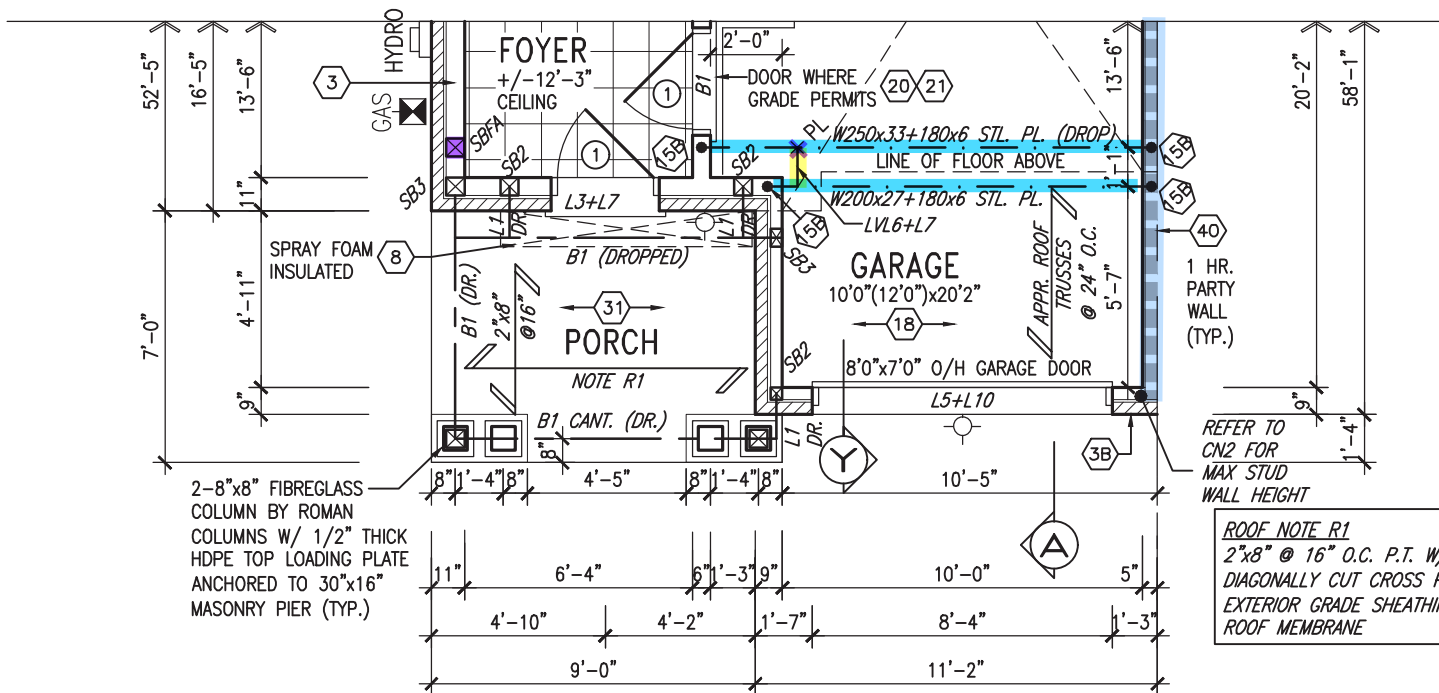 52'-5"
16'-5"
13'-6"
HYDRO
GAS
3
FOYER
+/-12'-3"
CEILING
1
1
2'-0"
B1
DOOR WHERE
GRADE PERMITS
20
21
PL
W250x33+180x6 STL. PL. (DROP)
LINE OF FLOOR ABOVE
W200x27+180x6 STL. PL.
LVL6+L7
15B
15B
15B
15B
13'-6"
1'-1"
20'-2"
58'-1"
SBFA
SB2
SB3
SB2
SB3
11"
L3+L7
L1
DR.
L1
DR.
SPRAY FOAM
INSULATED
8
B1 (DROPPED)
B1 (DR.)
2"x8"
@16"
31
PORCH
NOTE R1
GARAGE
10'0"(12'0")x20'2"
18
APPR. ROOF
TRUSSES
@ 24" O.C.
5'-7"
40
1 HR.
PARTY
WALL
(TYP.)
7'-0"
4'-11"
9"
SB2
8'0"x7'0" O/H GARAGE DOOR
L5+L10
9"
1'-4"
B1 CANT. (DR.)
8"
L1
DR.
Y
A
3B
REFER TO
CN2 FOR
MAX STUD
WALL HEIGHT
2-8"x8" FIBREGLASS
COLUMN BY ROMAN
COLUMNS W/ 1/2" THICK
HDPE TOP LOADING PLATE
ANCHORED TO 30"x16"
MASONRY PIER (TYP.)
8" 1'-4" 8" 4'-5" 8" 1'-4" 8" 10'-5"
11" 6'-4" 6" 1'-3" 9" 10'-0" 5"
4'-10" 4'-2" 1'-7" 8'-4" 1'-3"
9'-0" 11'-2"
ROOF NOTE R1
2"x8" @ 16" O.C. P.T. W/
DIAGONALLY CUT CROSS
EXTERIOR GRADE
ROOF MEMBRANE